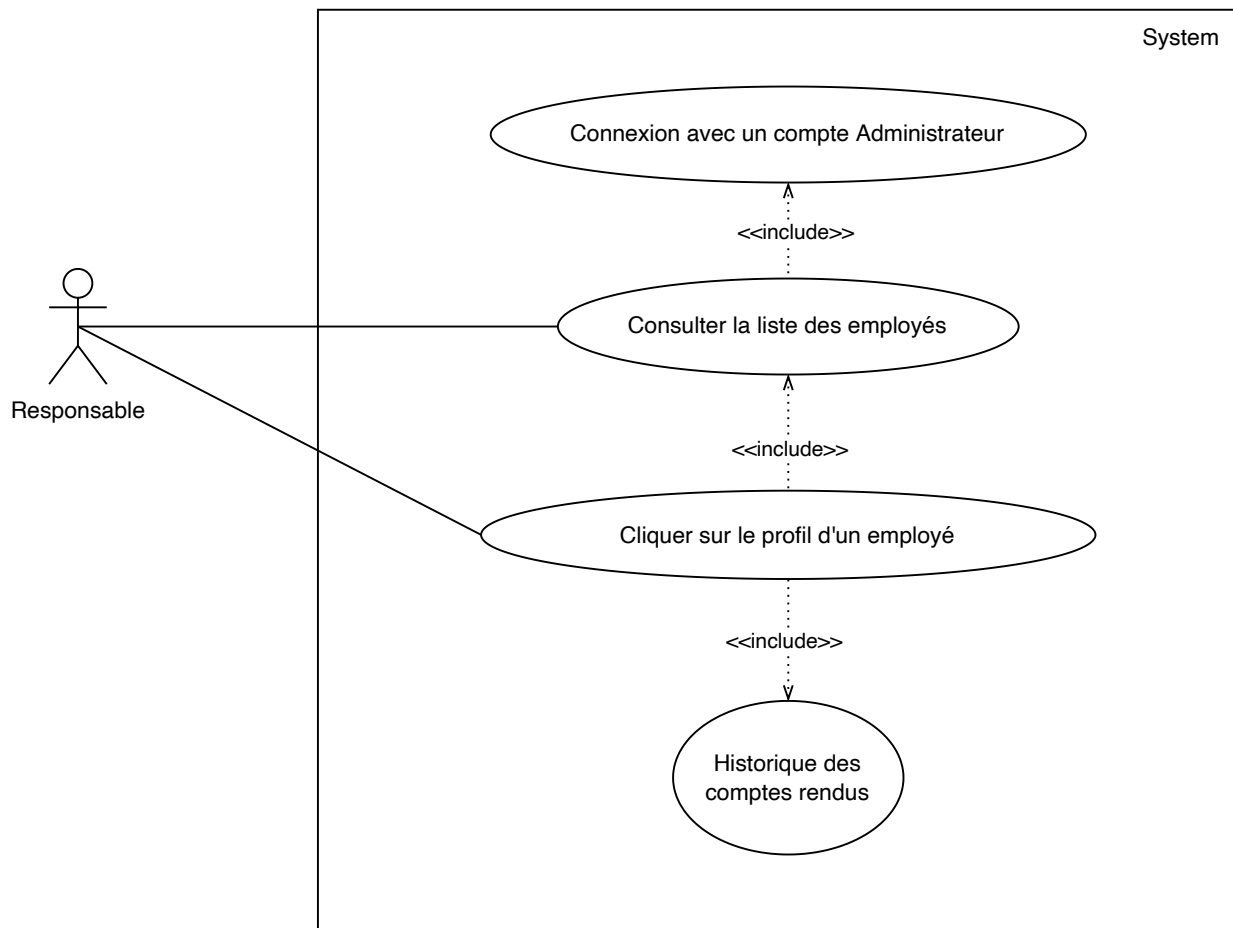 System
Connexion avec un compte Administrateur
<<include>>
Consulter la liste des employés
Responsable
<<include>>
Cliquer sur le profil d'un employé
<<include>>
Historique des
comptes rendus